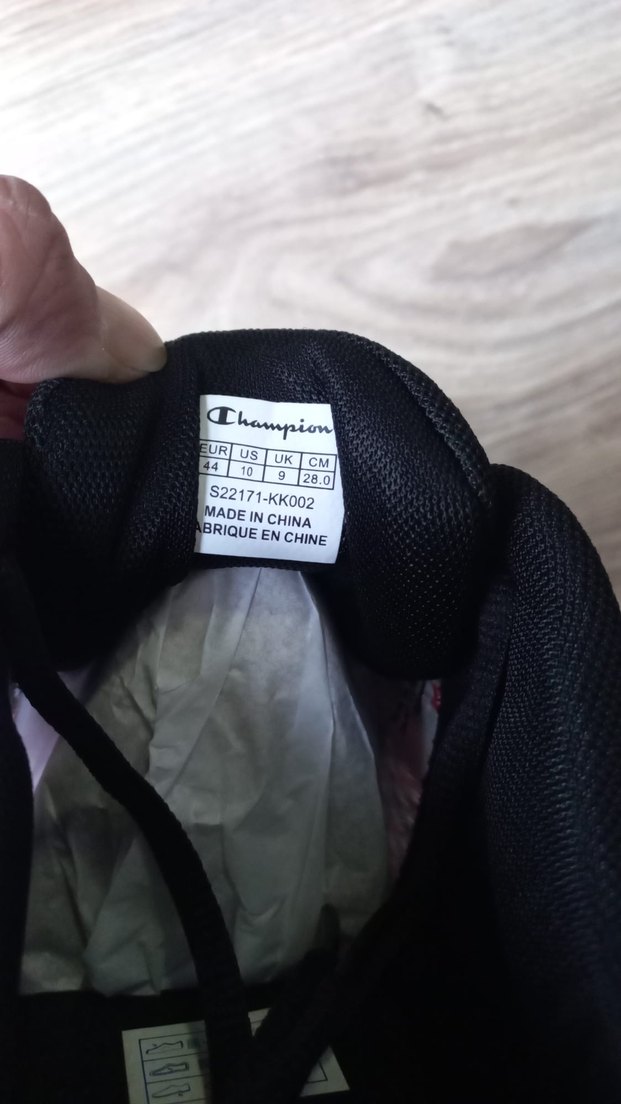 Champion
EUR US UK CM
44 10 9 28.0
S22171-KK002
MADE IN CHINA
ABRIQUE EN CHINE